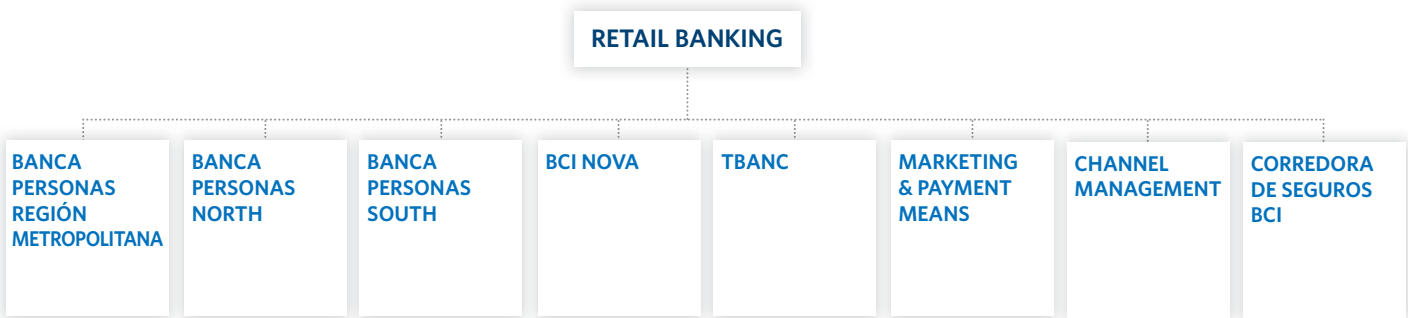 RETAIL BANKING
BANCA
PERSONAS
REGIÓN
METROPOLITANA
BANCA
PERSONAS
NORTH
BANCA
PERSONAS
SOUTH
BCI NOVA
TBANC
MARKETING
& PAYMENT
MEANS
CHANNEL
MANAGEMENT
CORREDORA
DE SEGUROS
BCI